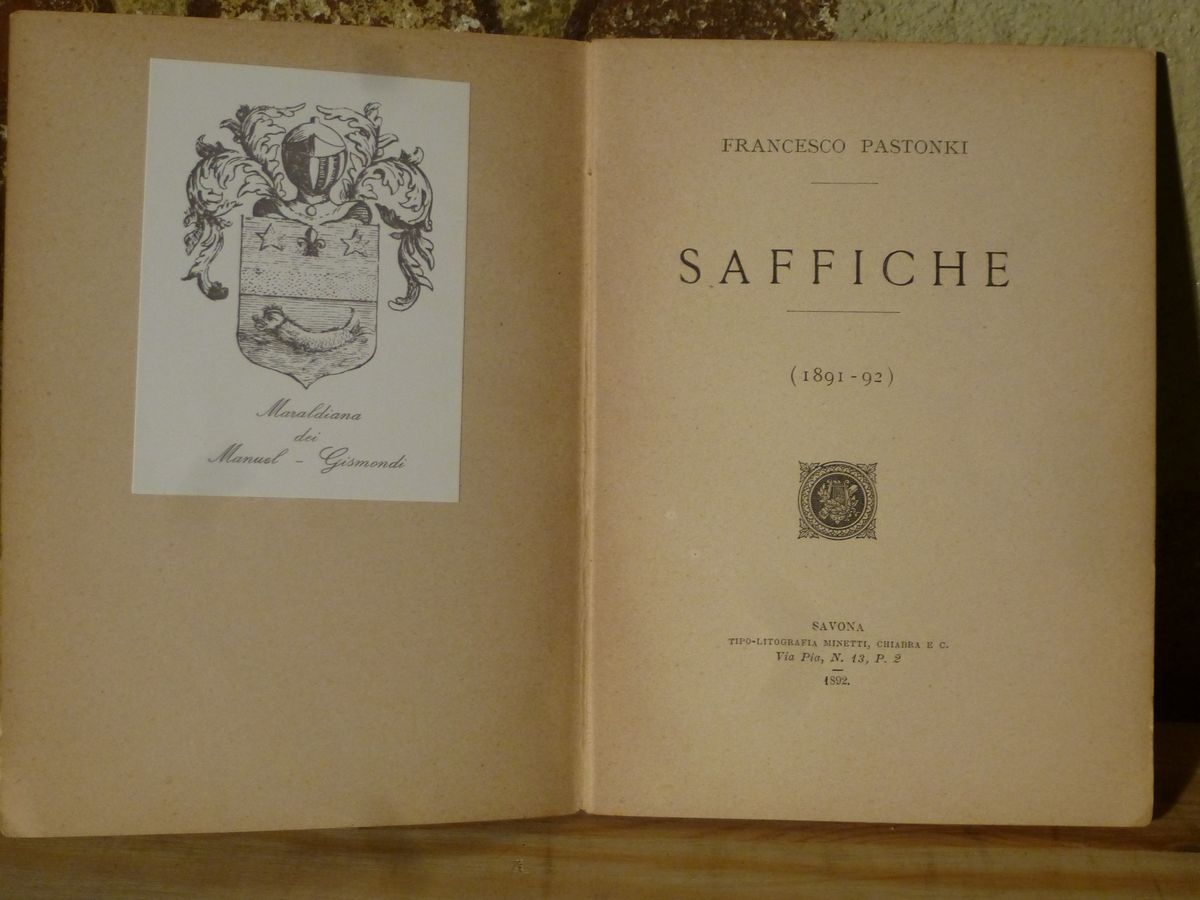 Maraldiana
dei
Manuel - Gismondi
FRANCESCO PASTONKI
SAFFICHE
(1891-92)
SAVONA
TIPO-LITOGRAFIA MINETTI, CHIABRA E C.
Via Pia, N. 13, P. 2
1892.